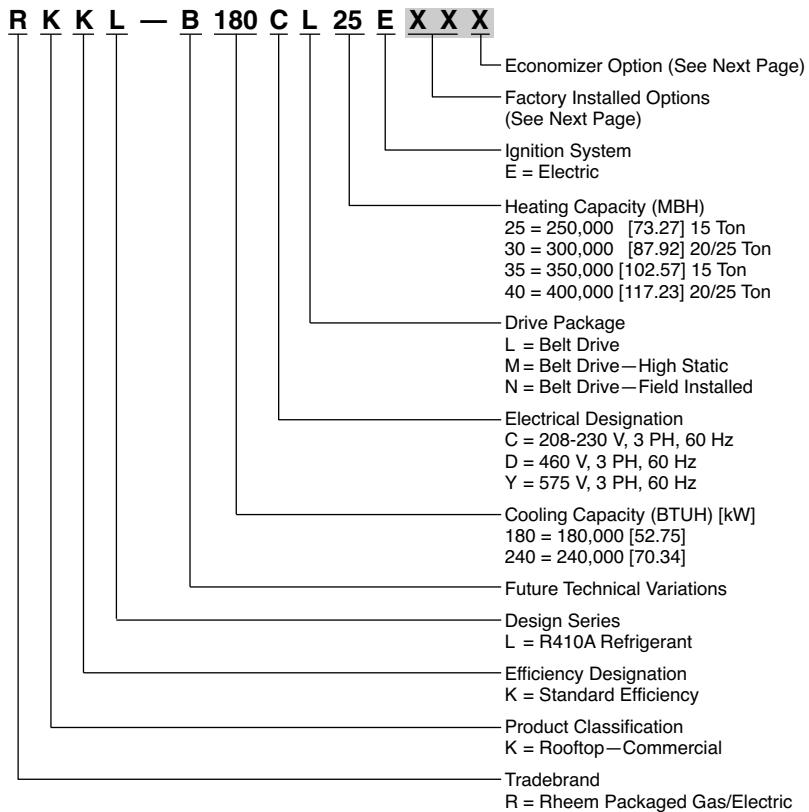 R K K L — B 180 C L 25 E X X X
Economizer Option (See Next Page)
Factory Installed Options
(See Next Page)
Ignition System
E = Electric
Heating Capacity (MBH)
25 = 250,000 [73.27] 15 Ton
30 = 300,000 [87.92] 20/25 Ton
35 = 350,000 [102.57] 15 Ton
40 = 400,000 [117.23] 20/25 Ton
Drive Package
L = Belt Drive
M = Belt Drive—High Static
N = Belt Drive—Field Installed
Electrical Designation
C = 208-230 V, 3 PH, 60 Hz
D = 460 V, 3 PH, 60 Hz
Y = 575 V, 3 PH, 60 Hz
Cooling Capacity (BTUH) [kW]
180 = 180,000 [52.75]
240 = 240,000 [70.34]
Future Technical Variations
Design Series
L = R410A Refrigerant
Efficiency Designation
K = Standard Efficiency
Product Classification
K = Rooftop—Commercial
Tradebrand
R = Rheem Packaged Gas/Electric